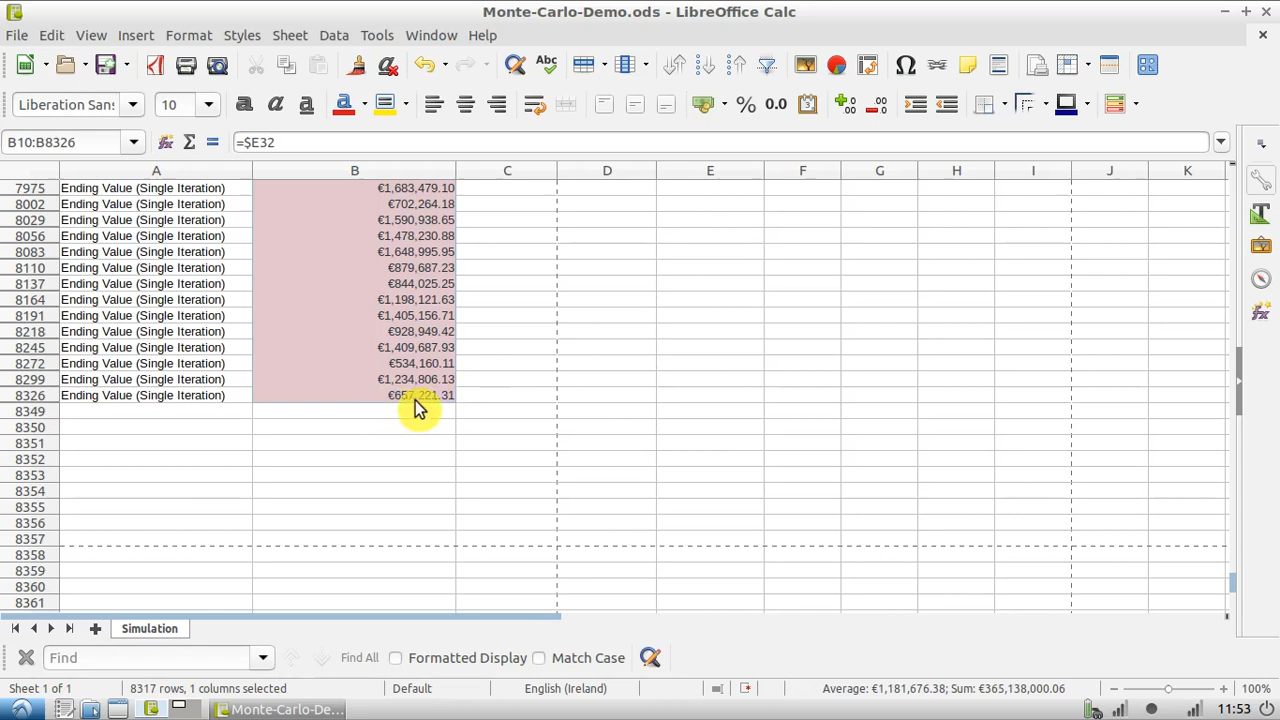 Monte-Carlo-Demo.ods - LibreOffice Calc
File Edit View Insert Format Styles Sheet Data Tools Window Help
Liberation Sans 10
B10:B8326 =$E32
A B C D E F G H I J K
7975 Ending Value (Single Iteration) €1,683,479.10
8002 Ending Value (Single Iteration) €702,264.18
8029 Ending Value (Single Iteration) €1,590,938.65
8056 Ending Value (Single Iteration) €1,478,230.88
8083 Ending Value (Single Iteration) €1,648,995.95
8110 Ending Value (Single Iteration) €879,687.23
8137 Ending Value (Single Iteration) €844,025.25
8164 Ending Value (Single Iteration) €1,198,121.63
8191 Ending Value (Single Iteration) €1,405,156.71
8218 Ending Value (Single Iteration) €928,949.42
8245 Ending Value (Single Iteration) €1,409,687.93
8272 Ending Value (Single Iteration) €534,160.11
8299 Ending Value (Single Iteration) €1,234,806.13
8326 Ending Value (Single Iteration) €657,221.31
8349
8350
8351
8352
8353
8354
8355
8356
8357
8358
8359
8360
8361
Simulation
Find Find All Formatted Display Match Case
Sheet 1 of 1 8317 rows, 1 columns selected Default English (Ireland) Average: €1,181,676.38; Sum: €365,138,000.06 100%
Monte-Carlo-De... 11:53